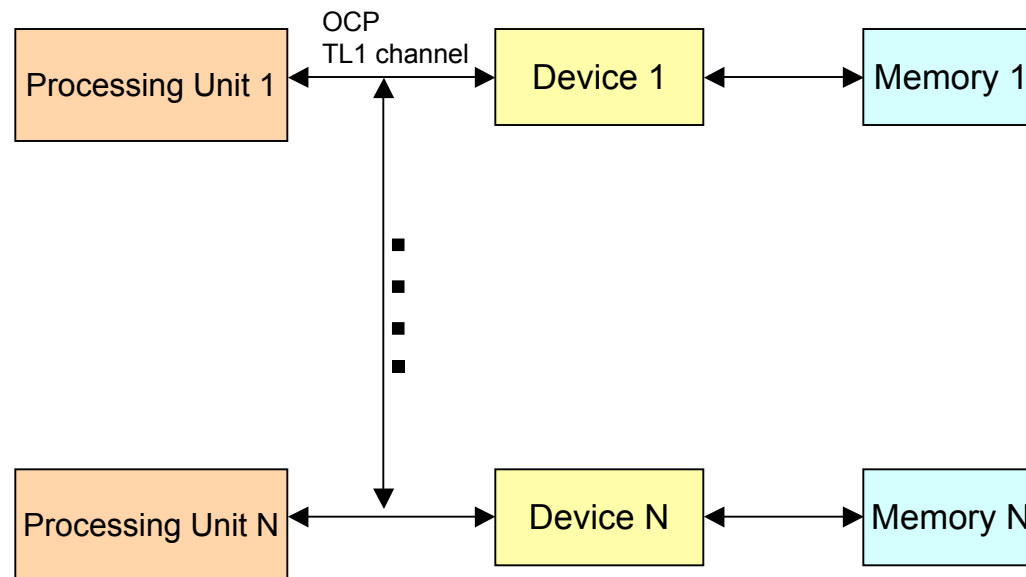 OCP
TL1 channel
Processing Unit 1
Device 1
Memory 1
Processing Unit N
Device N
Memory N